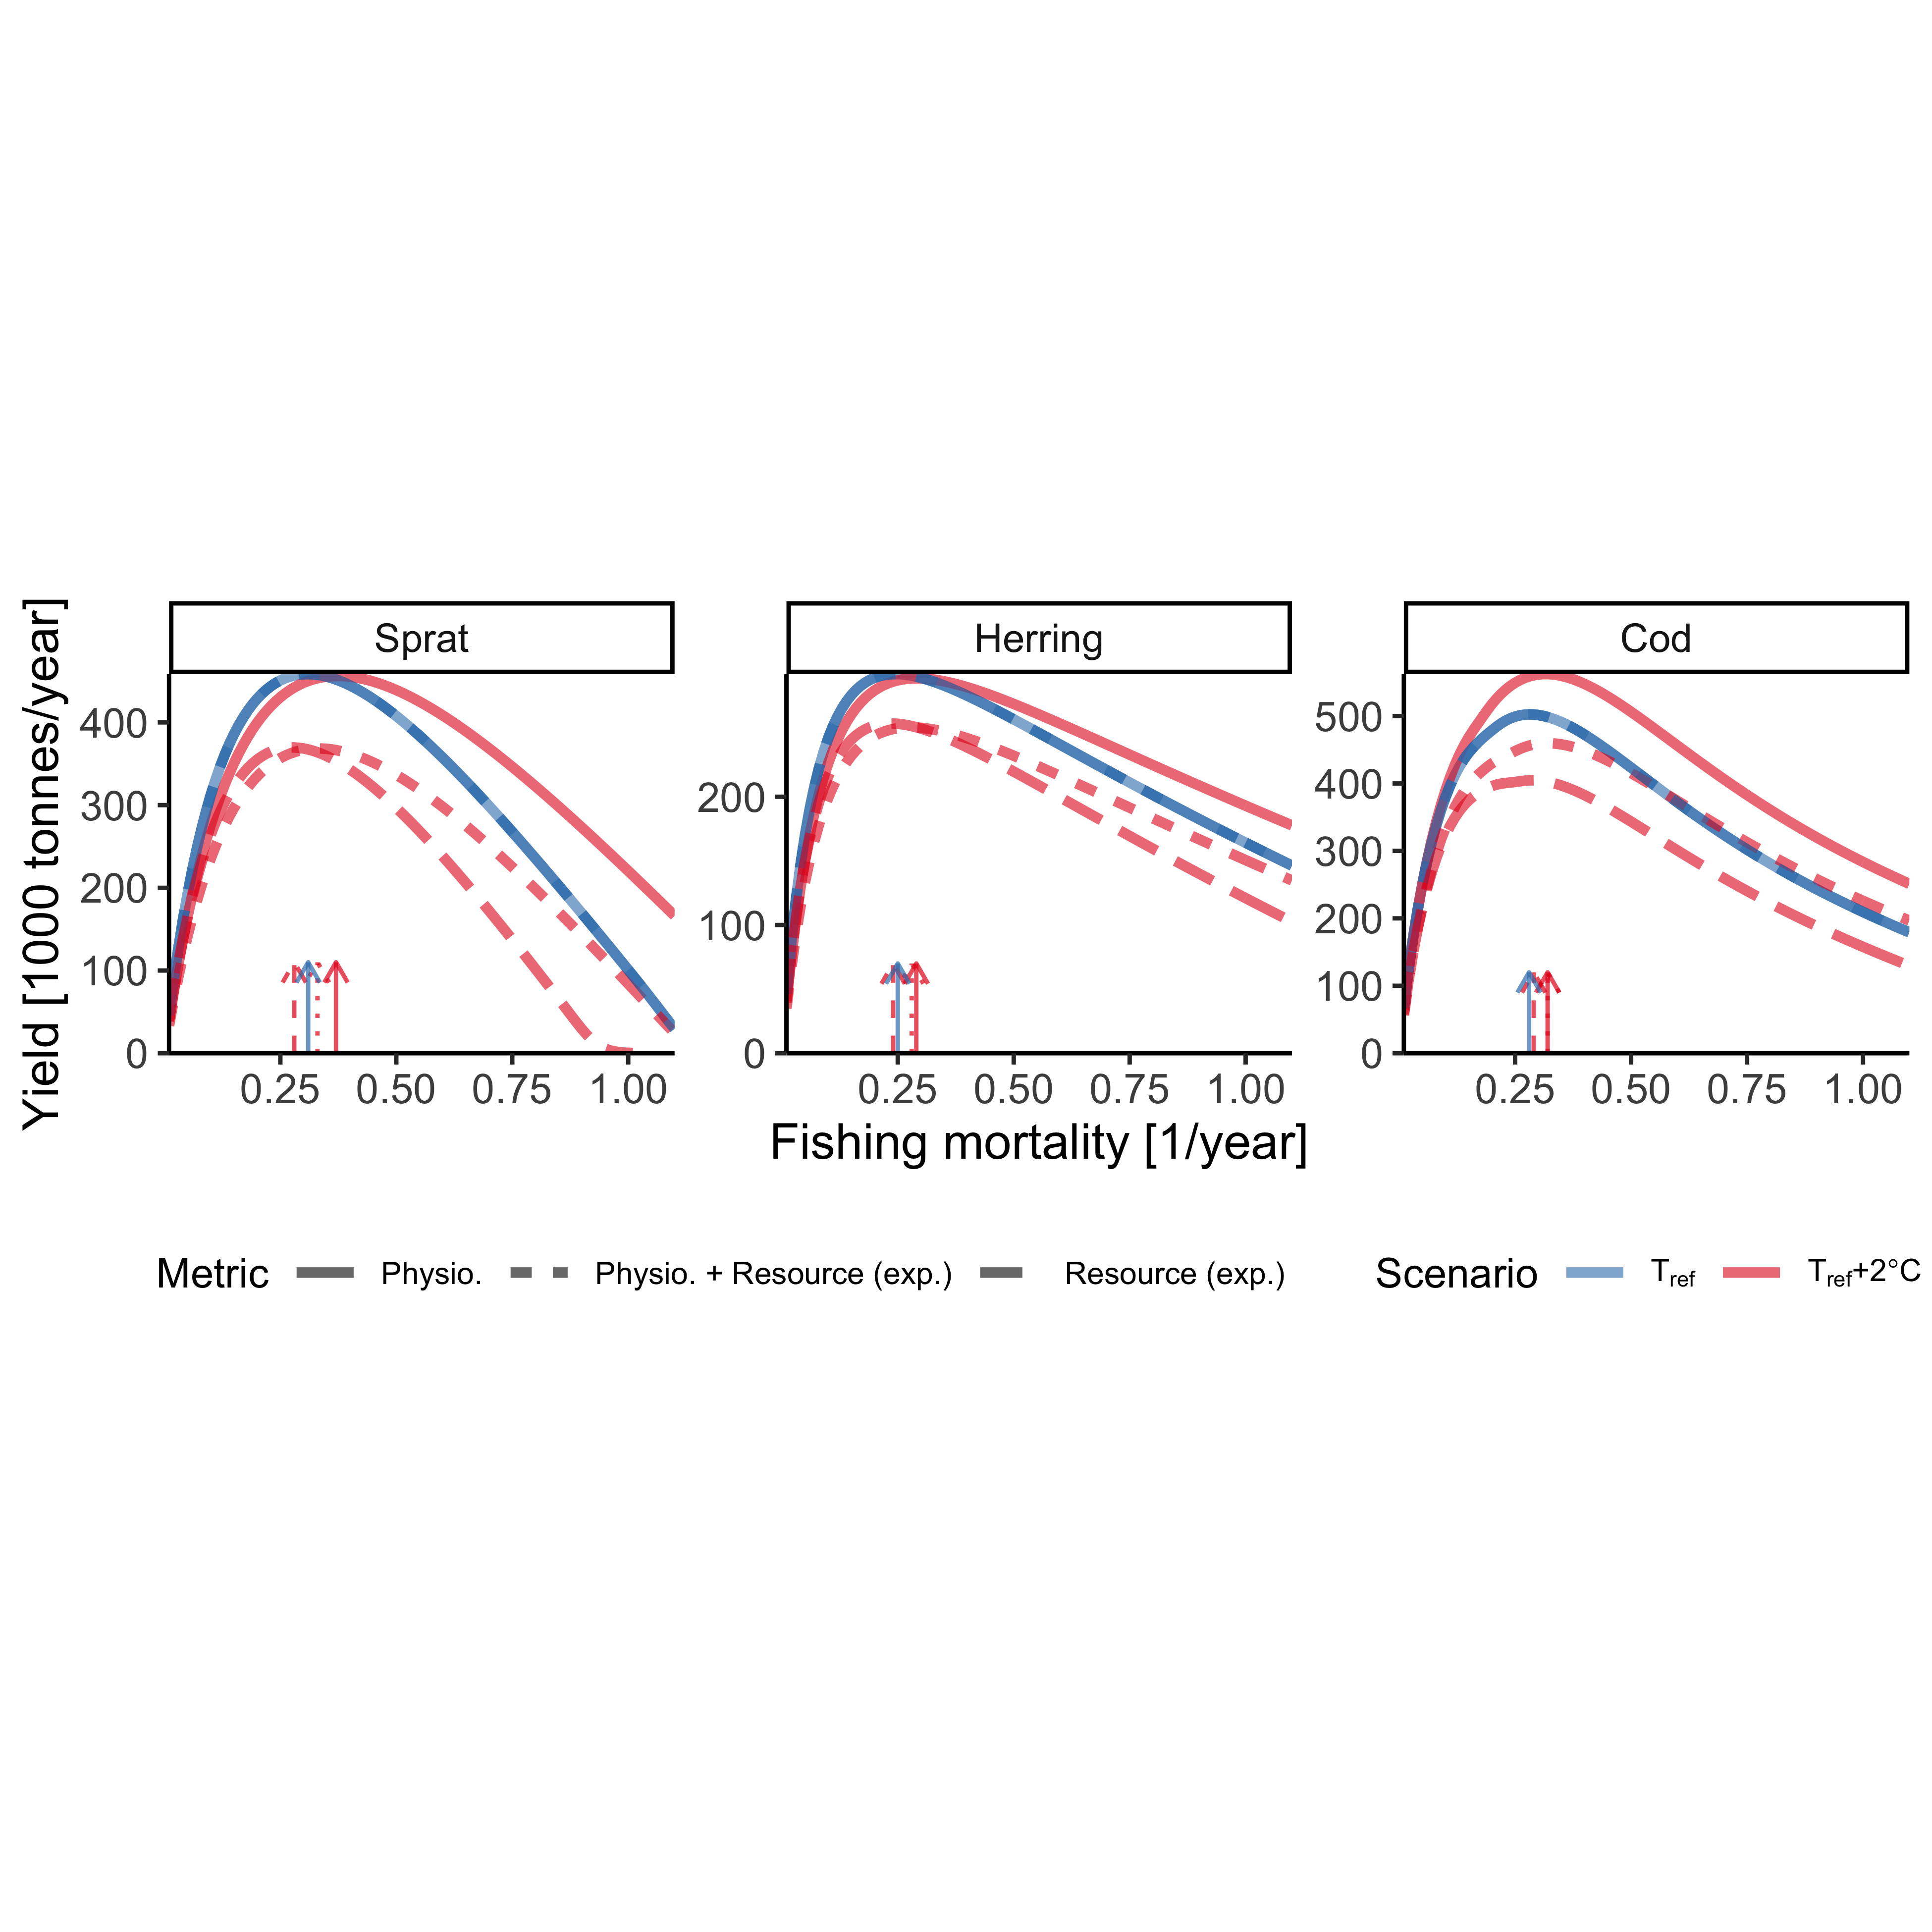 Sprat Herring Cod
Yield [1000 tonnes/year]
400
300
200
100
0
200
100
0
500
400
300
200
100
0
0.25 0.50 0.75 1.00 0.25 0.50 0.75 1.00 0.25 0.50 0.75 1.00
Fishing mortality [1/year]
Metric Physio. Physio. + Resource (exp.) Resource (exp.) Scenario Tref Tref+2°C